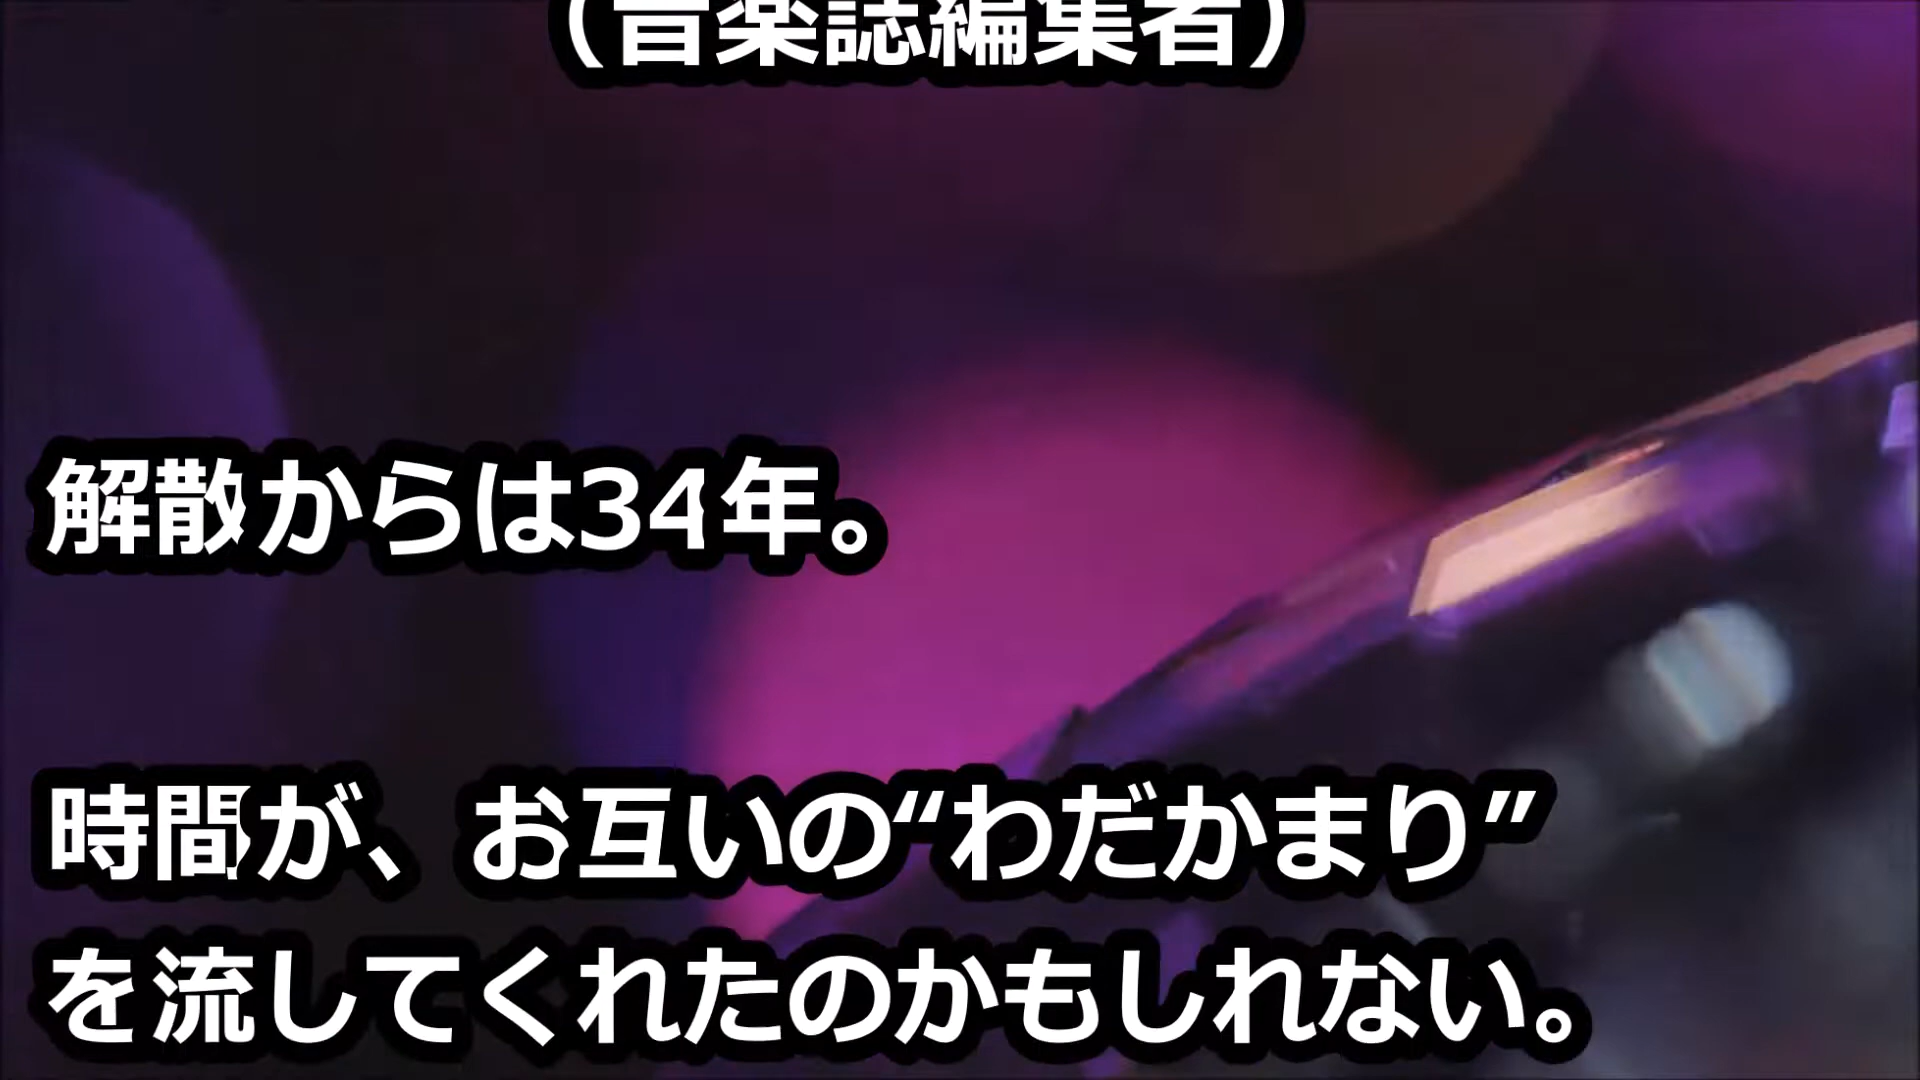 （音楽誌編集者）
解散からは34年。
時間が、お互いの“わだかまり”
を流してくれたのかもしれない。